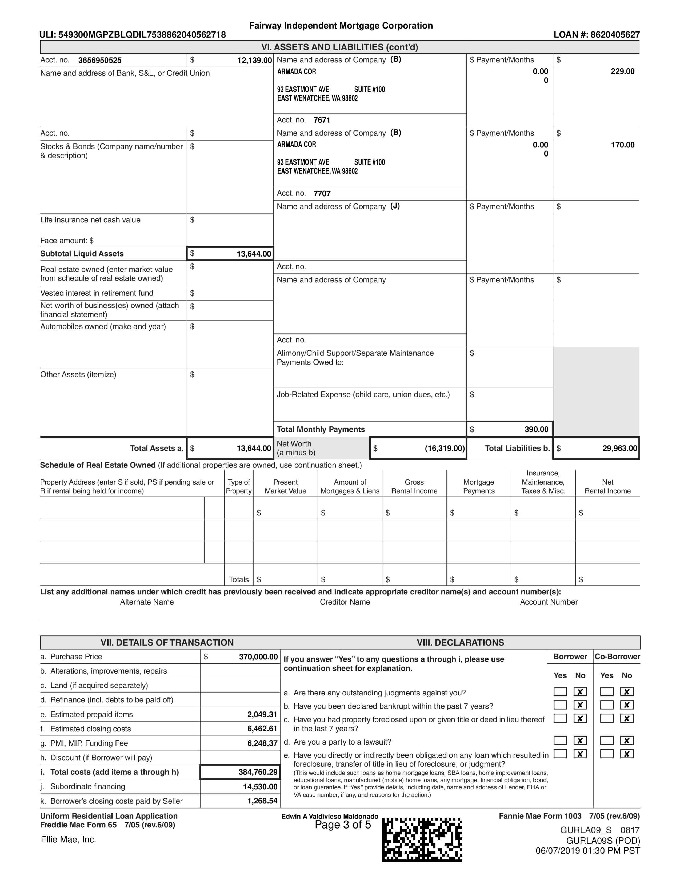 Fairway Independent Mortgage Corporation
ULI: 549300MGPZBLQDIL7538862040562718 LOAN #: 8620405627
VI. ASSETS AND LIABILITIES (cont'd)
Acct. no. 3656950525 $ 12,139.00 Name and address of Company (B) $ Payment/Months $
Name and address of Bank, S&L, or Credit Union ARMADA COR 0.00 229.00
0
93 EASTMONT AVE SUITE #100
EAST WENATCHEE, WA 98802
Acct. no. 7671
Acct. no. $ Name and address of Company (B) $ Payment/Months $
Stocks & Bonds (Company name/number & description) $ ARMADA COR 0.00 170.00
0
93 EASTMONT AVE SUITE #100
EAST WENATCHEE, WA 98802
Acct. no. 7707
Name and address of Company (J) $ Payment/Months $
Life insurance net cash value $
Face amount: $
Subtotal Liquid Assets $ 13,644.00
Real estate owned (enter market value from schedule of real estate owned) $ Acct. no.
Name and address of Company $ Payment/Months $
Vested interest in retirement fund $
Net worth of business(es) owned (attach financial statement) $
Automobiles owned (make and year) $
Acct. no.
Alimony/Child Support/Separate Maintenance Payments Owed to: $
Other Assets (itemize) $
Job-Related Expense (child care, union dues, etc.) $
Total Monthly Payments $ 390.00
Total Assets a. $ 13,644.00 Net Worth (a minus b) $ (16,319.00) Total Liabilities b. $ 29,963.00
Schedule of Real Estate Owned (If additional properties are owned, use continuation sheet.)
Property Address (enter S if sold, PS if pending sale or R if rental being held for income) Type of Property Present Market Value Amount of Mortgages & Liens Gross Rental Income Mortgage Payments Insurance, Maintenance, Taxes & Misc. Net Rental Income
$ $ $ $ $ $
Totals $ $ $ $ $ $
List any additional names under which credit has previously been received and indicate appropriate creditor name(s) and account number(s):
Alternate Name Creditor Name Account Number
VII. DETAILS OF TRANSACTION VIII. DECLARATIONS
a. Purchase Price $ 370,000.00
b. Alterations, improvements, repairs
c. Land (if acquired separately)
d. Refinance (incl. debts to be paid off)
e. Estimated prepaid items 2,049.31
f. Estimated closing costs 6,462.61
g. PMI, MIP, Funding Fee 6,248.37
h. Discount (if Borrower will pay)
i. Total costs (add items a through h) 384,760.29
j. Subordinate financing 14,530.00
k. Borrower's closing costs paid by Seller 1,268.54
If you answer "Yes" to any questions a through i, please use continuation sheet for explanation. Borrower Co-Borrower
Yes No Yes No
a. Are there any outstanding judgments against you? X X
b. Have you been declared bankrupt within the past 7 years? X X
c. Have you had property foreclosed upon or given title or deed in lieu thereof X X
in the last 7 years?
d. Are you a party to a lawsuit? X X
e. Have you directly or indirectly been obligated on any loan which resulted in X X
foreclosure, transfer of title in lieu of foreclosure, or judgment?
(This would include such loans as home mortgage loans, SBA loans, home improvement loans,
educational loans, manufactured (mobile) home loans, any mortgage, financial obligation, bond,
or loan guarantee. If "Yes" provide details, including date, name and address of Lender, FHA or
VA case number, if any, and reasons for the action.)
Uniform Residential Loan Application Edwin A Valdivieso Maldonado Fannie Mae Form 1003 7/05 (rev.6/09)
Freddie Mac Form 65 7/05 (rev.6/09) Page 3 of 5
GURLA09_S 0817
Ellie Mae, Inc. GURLA09S (POD)
06/07/2019 01:30 PM PST